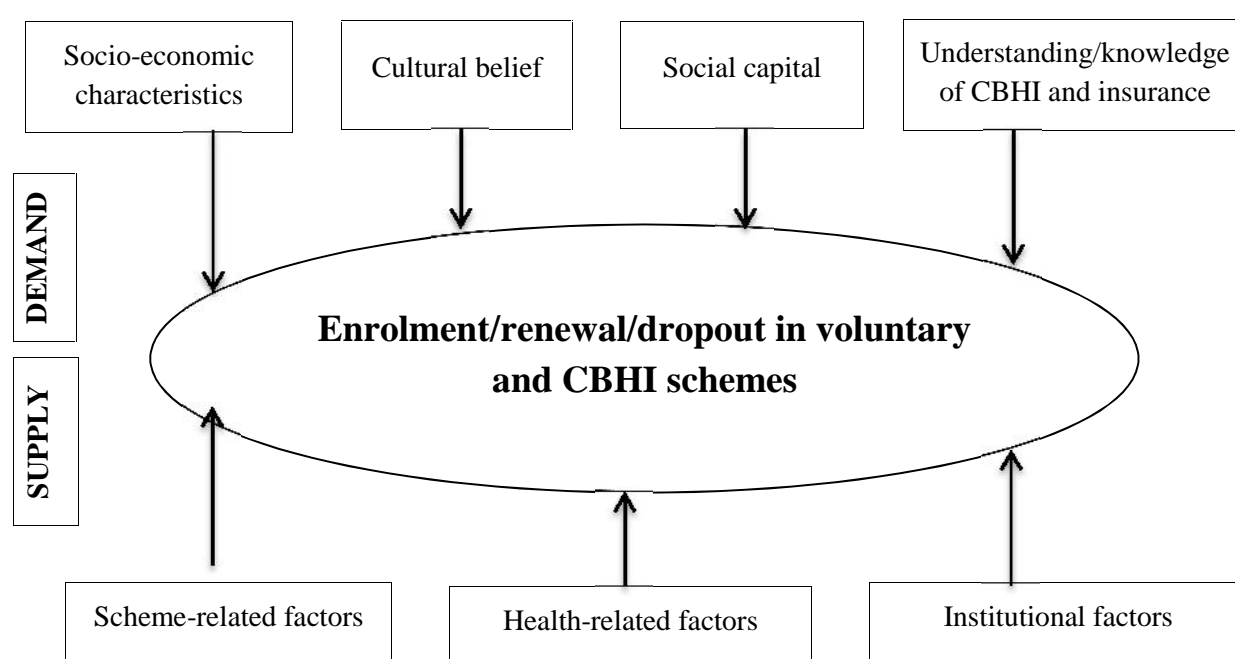 Socio-economic
characteristics
Cultural belief
Social capital
Understanding/knowledge
of CBHI and insurance
DEMAND
Enrolment/renewal/dropout in voluntary
and CBHI schemes
SUPPLY
Scheme-related factors
Health-related factors
Institutional factors